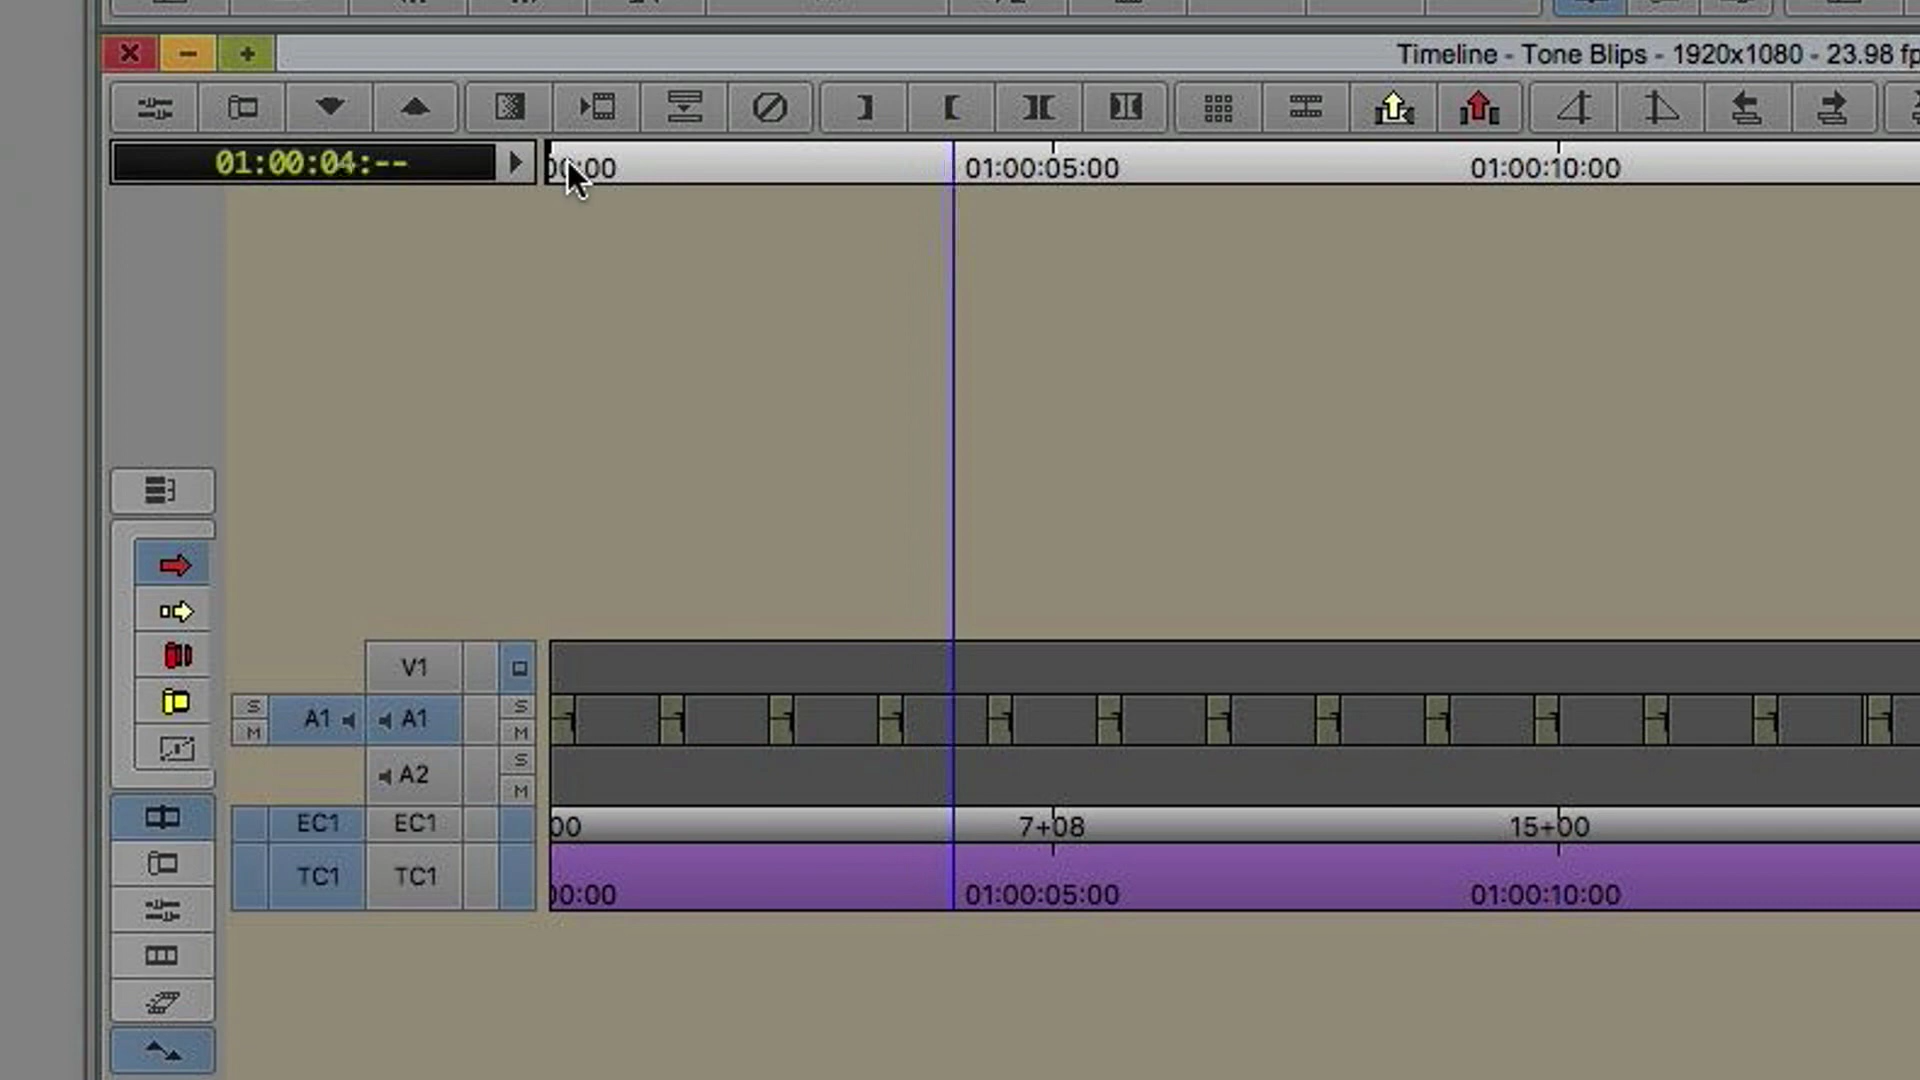 Timeline - Tone Blips - 1920x1080 - 23.98 fp
01:00:04:--
00:00
01:00:05:00
01:00:10:00
V1
S
M
A1
A1
S
M
A2
S
M
EC1
EC1
00
7+08
15+00
TC1
TC1
00:00
01:00:05:00
01:00:10:00